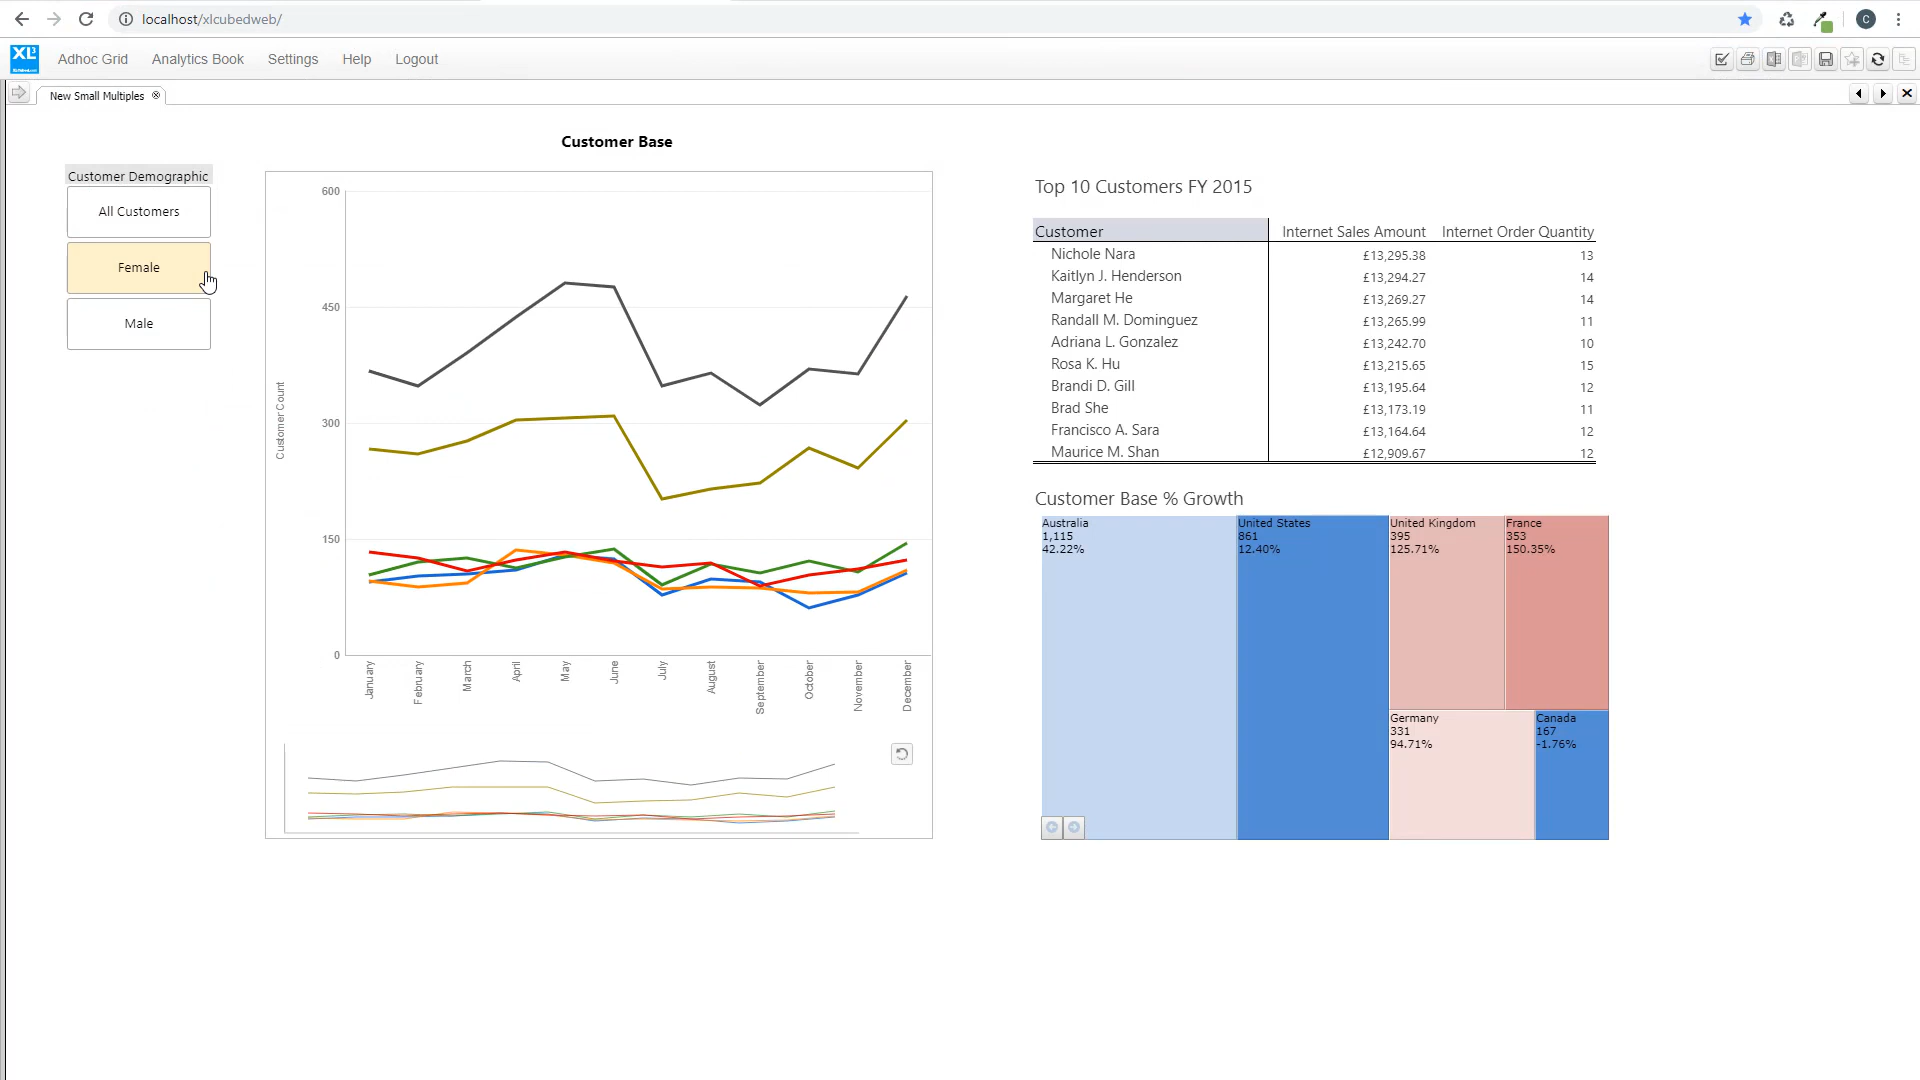 localhost/xlcubedweb/
C
XL3
Adhoc Grid Analytics Book Settings Help Logout
New Small Multiples
Customer Base
Customer Demographic
All Customers
Female
Male
600
450
300
150
0
Customer Count
January February March April May June July August September October November December
Top 10 Customers FY 2015
Customer Internet Sales Amount Internet Order Quantity
Nichole Nara £13,295.38 13
Kaitlyn J. Henderson £13,294.27 14
Margaret He £13,269.27 14
Randall M. Dominguez £13,265.99 11
Adriana L. Gonzalez £13,242.70 10
Rosa K. Hu £13,215.65 15
Brandi D. Gill £13,195.64 12
Brad She £13,173.19 11
Francisco A. Sara £13,164.64 12
Maurice M. Shan £12,909.67 12
Customer Base % Growth
Australia
1,115
42.22%
United States
861
12.40%
United Kingdom
395
125.71%
France
353
150.35%
Germany
331
94.71%
Canada
167
-1.76%